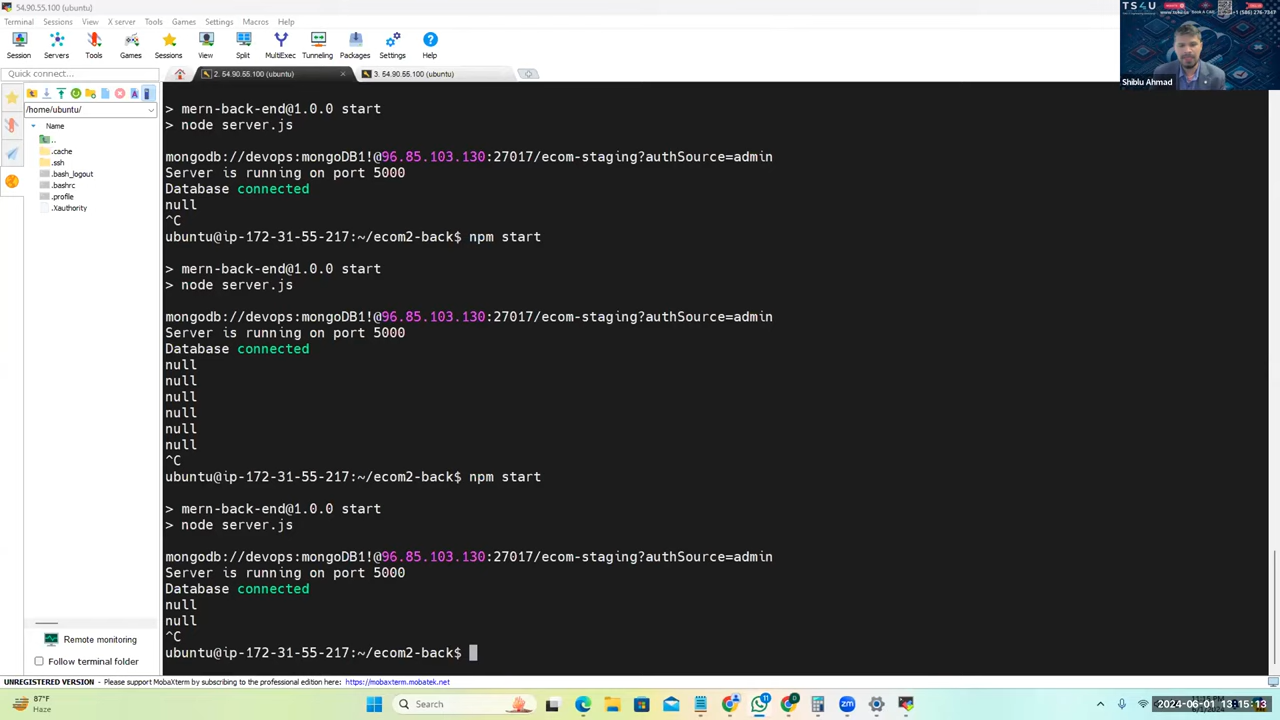 54.90.55.100 (ubuntu)
Terminal Sessions View X server Tools Games Settings Macros Help
Session Servers Tools Games Sessions View Split MultiExec Tunneling Packages Settings Help
Quick connect...
2. 54.90.55.100 (ubuntu)
3. 54.90.55.100 (ubuntu)
/home/ubuntu/
Name
..
.cache
.ssh
.bash_logout
.bashrc
.profile
.Xauthority
> mern-back-end@1.0.0 start
> node server.js
mongodb://devops:mongoDB1!@96.85.103.130:27017/ecom-staging?authSource=admin
Server is running on port 5000
Database connected
null
^C
ubuntu@ip-172-31-55-217:~/ecom2-back$ npm start
> mern-back-end@1.0.0 start
> node server.js
mongodb://devops:mongoDB1!@96.85.103.130:27017/ecom-staging?authSource=admin
Server is running on port 5000
Database connected
null
null
null
null
null
null
^C
ubuntu@ip-172-31-55-217:~/ecom2-back$ npm start
> mern-back-end@1.0.0 start
> node server.js
mongodb://devops:mongoDB1!@96.85.103.130:27017/ecom-staging?authSource=admin
Server is running on port 5000
Database connected
null
null
^C
ubuntu@ip-172-31-55-217:~/ecom2-back$
Remote monitoring
Follow terminal folder
UNREGISTERED VERSION - Please support MobaXterm by subscribing to the professional edition here: https://mobaxterm.mobatek.net
TS4U
Shiblu Ahmad
87°F
Haze
Search
11
zm
2024-06-01 13:15:13